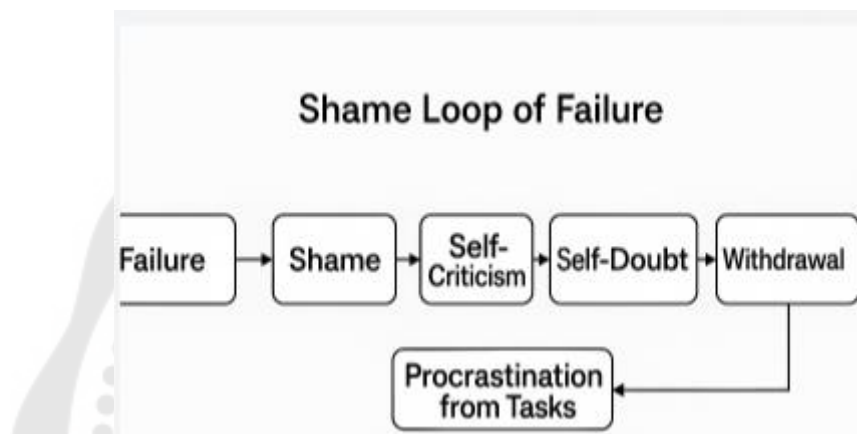 Shame Loop of Failure
Failure
Shame
Self-
Criticism
Self-Doubt
Withdrawal
Procrastination
from Tasks